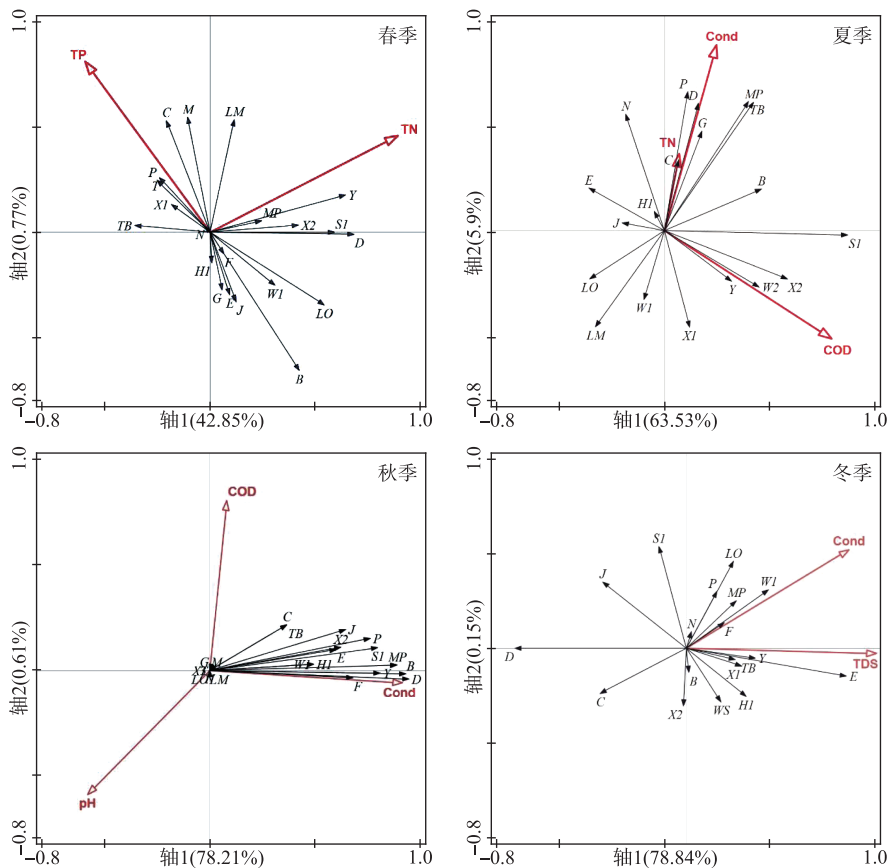 春季
1.0
轴2(0.77%)
−0.8
−0.8
轴1(42.85%)
1.0
TP
TN
C
M
LM
P
T
X1
TB
N
MP
Y
X2
S1
D
H1
F
G
E
J
W1
LO
B
夏季
1.0
轴2(5.9%)
−0.8
−0.8
轴1(63.53%)
1.0
Cond
P
D
MP
TB
N
G
TN
C
E
B
H1
J
S1
LO
W1
Y
W2
X2
LM
X1
COD
秋季
1.0
轴2(0.61%)
−0.8
−0.8
轴1(78.21%)
1.0
COD
C
TB
J
X2
P
E
S1
MP
B
G
M
W1
H1
LM
F
Y
D
Cond
pH
冬季
1.0
轴2(0.15%)
−0.8
−0.8
轴1(78.84%)
1.0
S1
LO
Cond
J
P
MP
W1
N
F
D
Y
TDS
X1
TB
E
B
C
X2
WS
H1